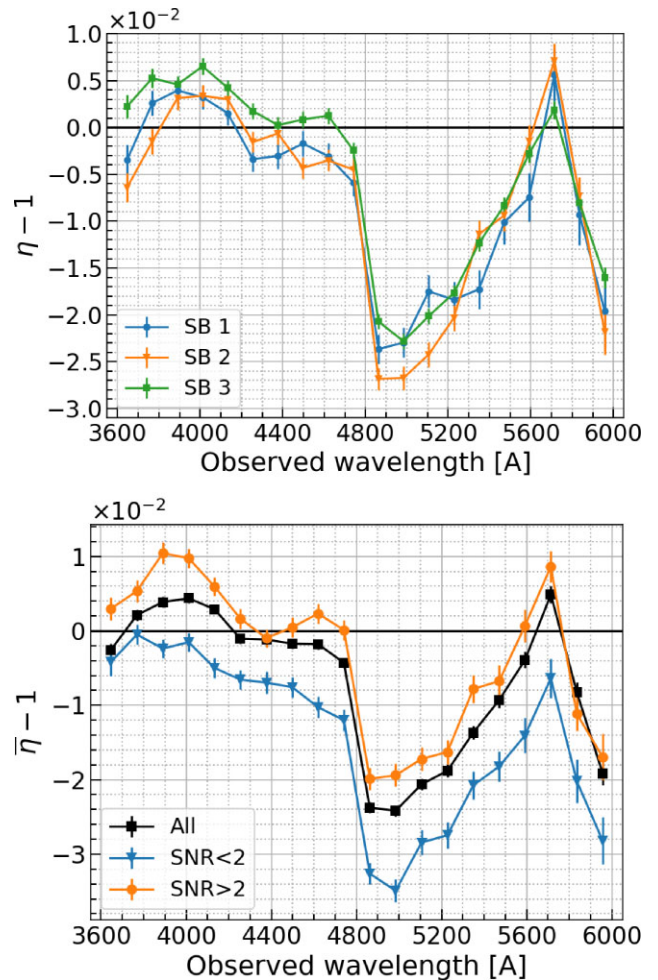 ×10⁻²
1.0
0.5
0.0
−0.5
−1.0
−1.5
−2.0
−2.5
−3.0
η − 1
SB 1
SB 2
SB 3
3600 4000 4400 4800 5200 5600 6000
Observed wavelength [A]
×10⁻²
1
0
−1
−2
−3
η̅ − 1
All
SNR<2
SNR>2
3600 4000 4400 4800 5200 5600 6000
Observed wavelength [A]